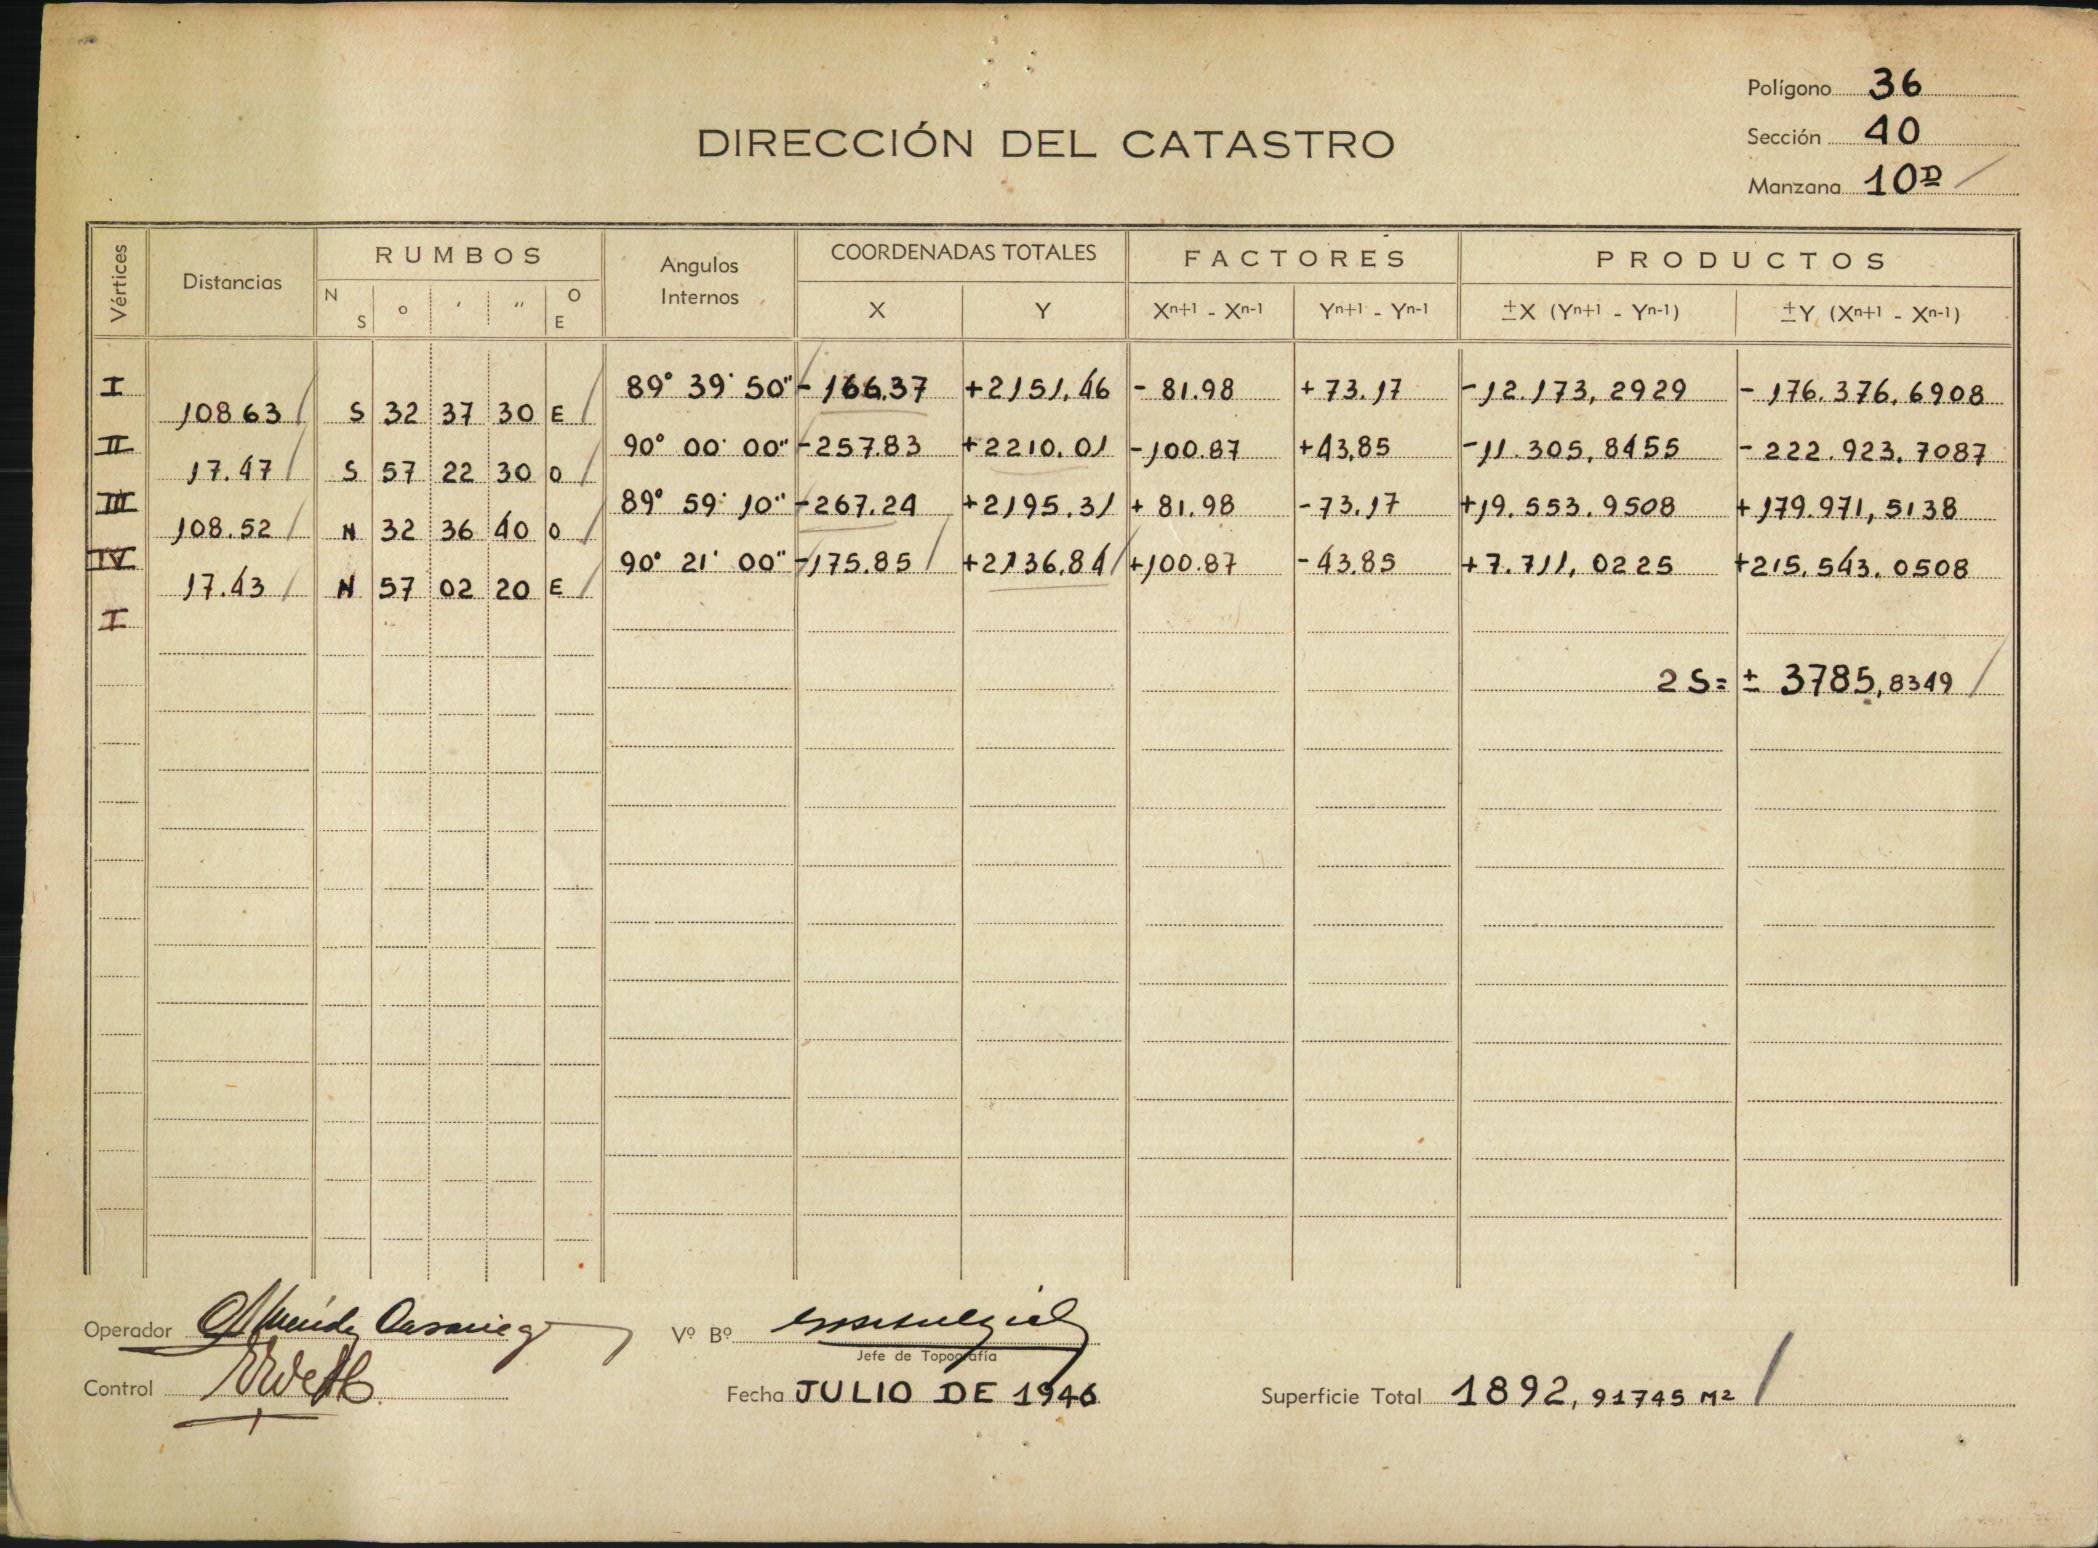 Polígono 36
DIRECCIÓN DEL CATASTRO
Sección 40
Manzana 10D
Vértices Distancias RUMBOS Angulos Internos COORDENADAS TOTALES FACTORES PRODUCTOS
N S ° ' " O E X Y Xn+1 - Xn-1 Yn+1 - Yn-1 ±X (Yn+1 - Yn-1) ±Y (Xn+1 - Xn-1)
I 89° 39' 50" -166,37 +2151,46 - 81.98 + 73.17 -12.173,2929 - 176.376,6908
108.63 S 32 37 30 E
II 90° 00' 00" -257.83 +2210.01 -100.87 +43,85 -11.305,8455 - 222.923,7087
17.47 S 57 22 30 O
III 89° 59' 10" -267.24 +2195.31 + 81.98 -73.17 +19.553.9508 +179.971,5138
108.52 N 32 36 40 O
IV 90° 21' 00" -175.85 +2136.84 +100.87 -43.85 +7.711,0225 +215.543.0508
17.43 N 57 02 20 E
I
2 S= ± 3785,8349
Operador Vº Bº
Jefe de Topografía
Control Fecha JULIO DE 1946 Superficie Total 1892,91745 M2